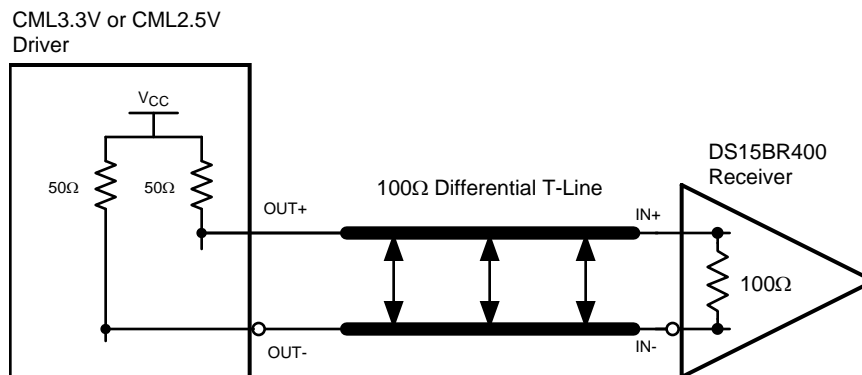 CML3.3V or CML2.5V
Driver
VCC
50Ω
50Ω
OUT+
OUT-
100Ω Differential T-Line
IN+
IN-
DS15BR400
Receiver
100Ω